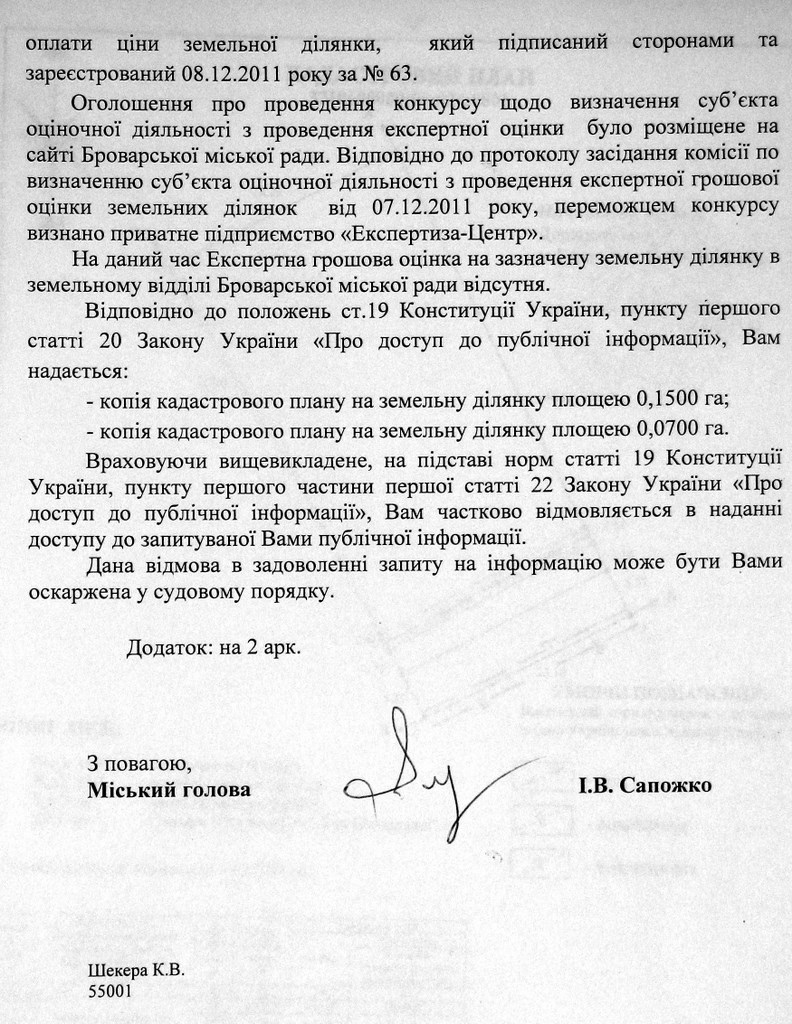 оплати ціни земельної ділянки, який підписаний сторонами та
зареєстрований 08.12.2011 року за № 63.
Оголошення про проведення конкурсу щодо визначення суб’єкта
оціночної діяльності з проведення експертної оцінки було розміщене на
сайті Броварської міської ради. Відповідно до протоколу засідання комісії по
визначенню суб’єкта оціночної діяльності з проведення експертної грошової
оцінки земельних ділянок від 07.12.2011 року, переможцем конкурсу
визнано приватне підприємство «Експертиза-Центр».
На даний час Експертна грошова оцінка на зазначену земельну ділянку в
земельному відділі Броварської міської ради відсутня.
Відповідно до положень ст.19 Конституції України, пункту першого
статті 20 Закону України «Про доступ до публічної інформації», Вам
надається:
- копія кадастрового плану на земельну ділянку площею 0,1500 га;
- копія кадастрового плану на земельну ділянку площею 0,0700 га.
Враховуючи вищевикладене, на підставі норм статті 19 Конституції
України, пункту першого частини першої статті 22 Закону України «Про
доступ до публічної інформації», Вам частково відмовляється в наданні
доступу до запитуваної Вами публічної інформації.
Дана відмова в задоволенні запиту на інформацію може бути Вами
оскаржена у судовому порядку.
Додаток: на 2 арк.
З повагою,
Міський голова І.В. Сапожко
Шекера К.В.
55001